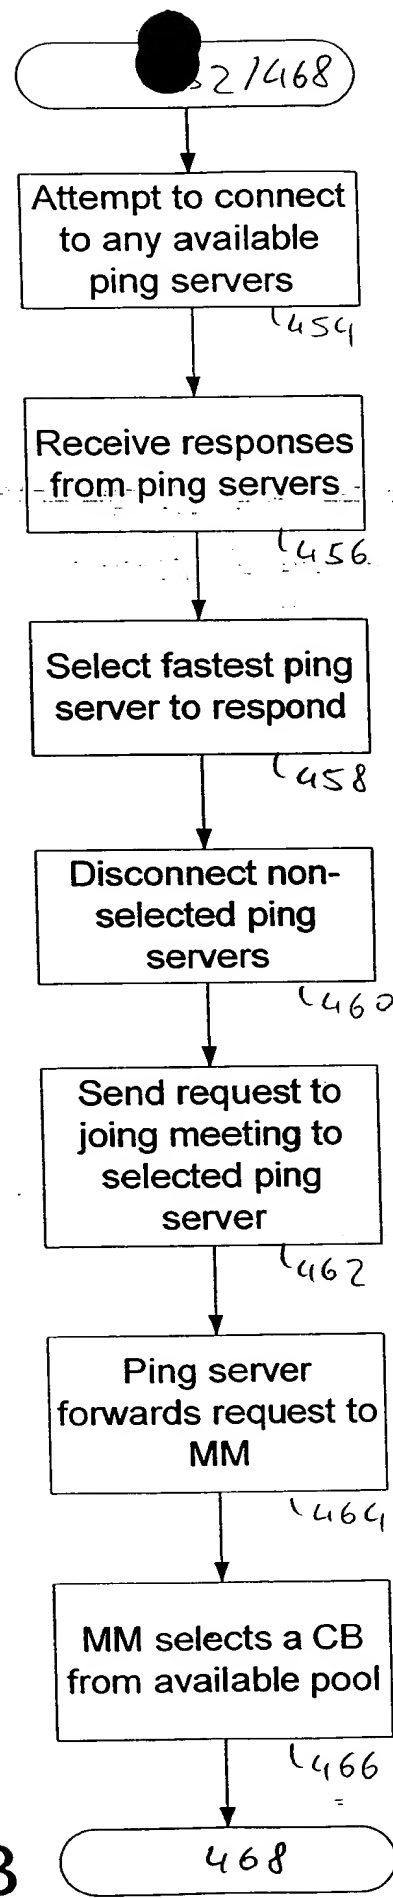 52/468
Attempt to connect
to any available
ping servers
454
Receive responses
from ping servers
456
Select fastest ping
server to respond
458
Disconnect non-
selected ping
servers
460
Send request to
joing meeting to
selected ping
server
462
Ping server
forwards request to
MM
464
MM selects a CB
from available pool
466
468